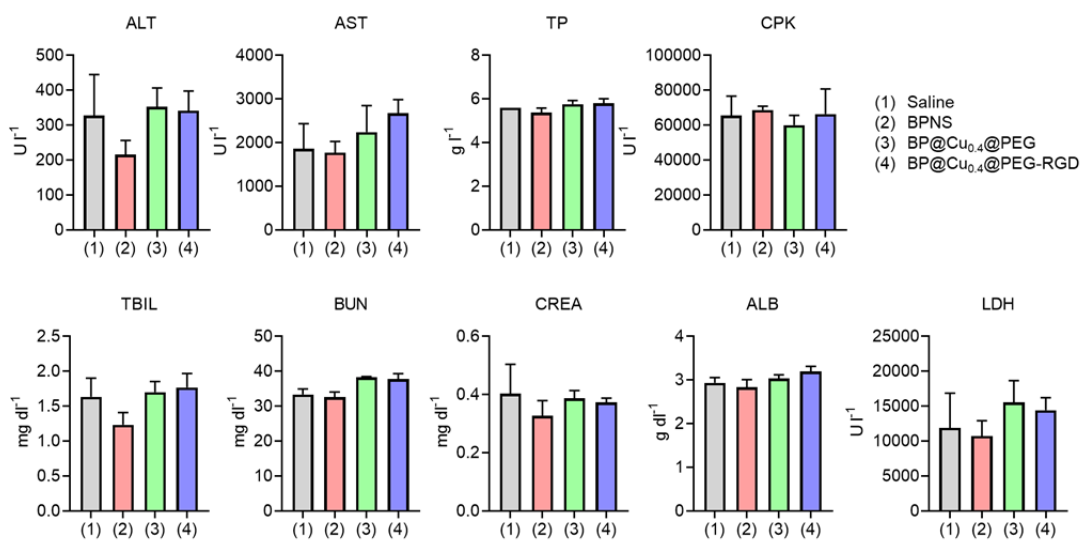 ALT
AST
TP
CPK
500
400
300
200
100
0
U l⁻¹
(1) (2) (3) (4)
4000
3000
2000
1000
0
U l⁻¹
(1) (2) (3) (4)
8
6
4
2
0
g l⁻¹
(1) (2) (3) (4)
100000
80000
60000
40000
20000
0
U l⁻¹
(1) (2) (3) (4)
(1) Saline
(2) BPNS
(3) BP@Cu₀.₄@PEG
(4) BP@Cu₀.₄@PEG-RGD
TBIL
BUN
CREA
ALB
LDH
2.5
2.0
1.5
1.0
0.5
0.0
mg dl⁻¹
(1) (2) (3) (4)
50
40
30
20
10
0
mg dl⁻¹
(1) (2) (3) (4)
0.6
0.4
0.2
0.0
mg dl⁻¹
(1) (2) (3) (4)
4
3
2
1
0
g dl⁻¹
(1) (2) (3) (4)
25000
20000
15000
10000
5000
0
U l⁻¹
(1) (2) (3) (4)